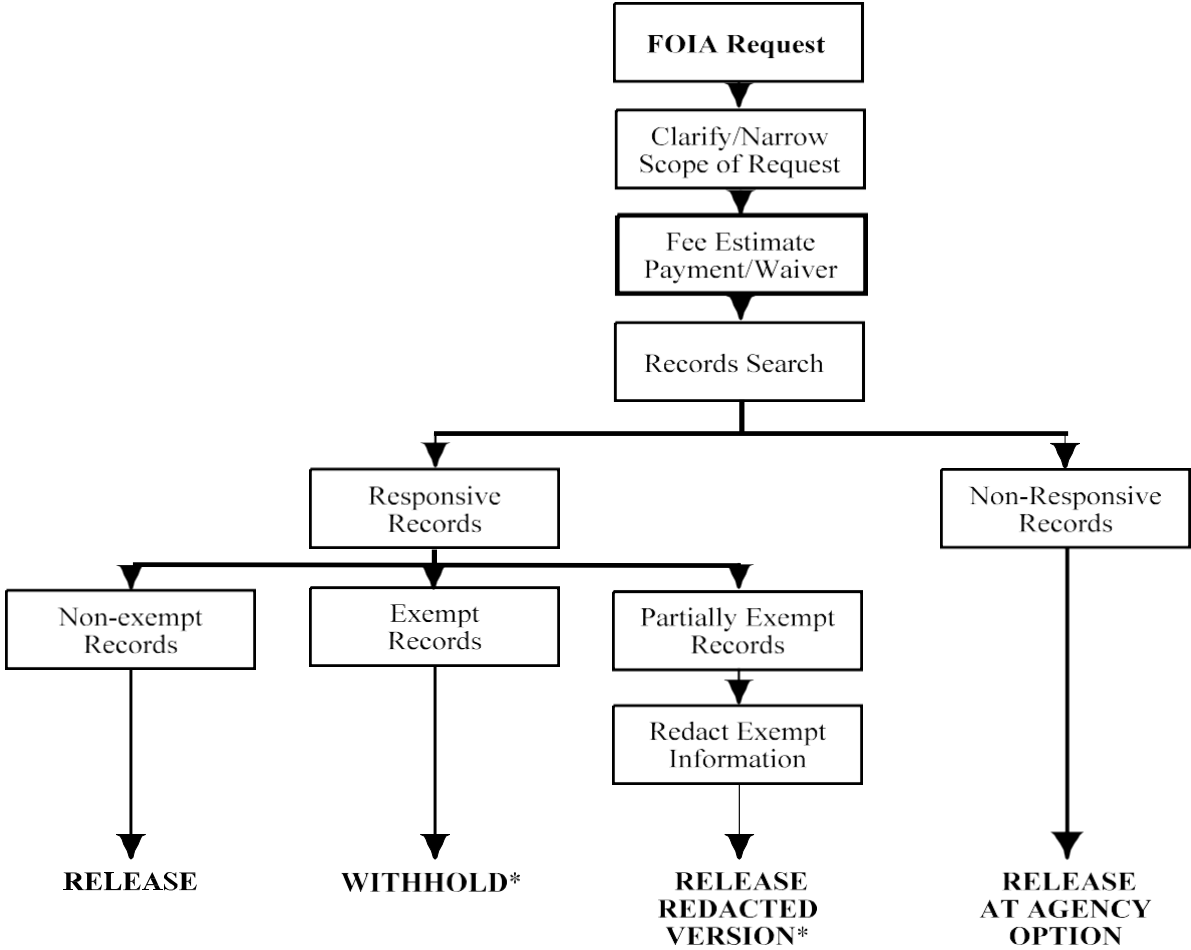 FOIA Request
Clarify/Narrow
Scope of Request
Fee Estimate
Payment/Waiver
Records Search
Responsive
Records
Non-Responsive
Records
Non-exempt
Records
Exempt
Records
Partially Exempt
Records
Redact Exempt
Information
RELEASE
WITHHOLD*
RELEASE
REDACTED
VERSION*
RELEASE
AT AGENCY
OPTION